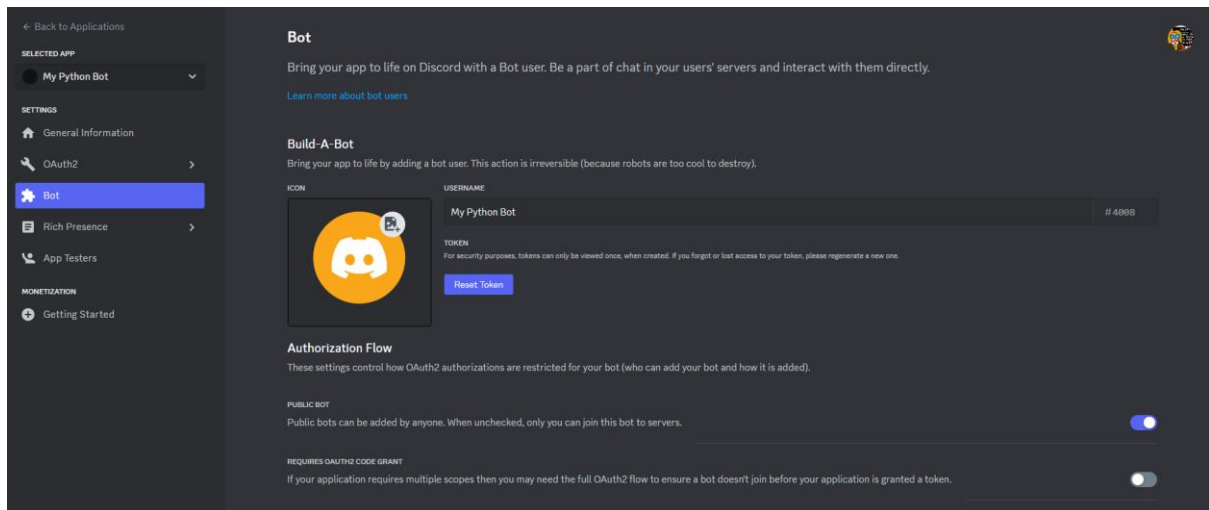 ← Back to Applications
SELECTED APP
My Python Bot
SETTINGS
General Information
OAuth2
Bot
Rich Presence
App Testers
MONETIZATION
Getting Started
Bot
Bring your app to life on Discord with a Bot user. Be a part of chat in your users' servers and interact with them directly.
Learn more about bot users
Build-A-Bot
Bring your app to life by adding a bot user. This action is irreversible (because robots are too cool to destroy).
ICON
USERNAME
My Python Bot
#4008
TOKEN
For security purposes, tokens can only be viewed once, when created. If you forgot or lost access to your token, please regenerate a new one.
Reset Token
Authorization Flow
These settings control how OAuth2 authorizations are restricted for your bot (who can add your bot and how it is added).
PUBLIC BOT
Public bots can be added by anyone. When unchecked, only you can join this bot to servers.
REQUIRES OAUTH2 CODE GRANT
If your application requires multiple scopes then you may need the full OAuth2 flow to ensure a bot doesn't join before your application is granted a token.